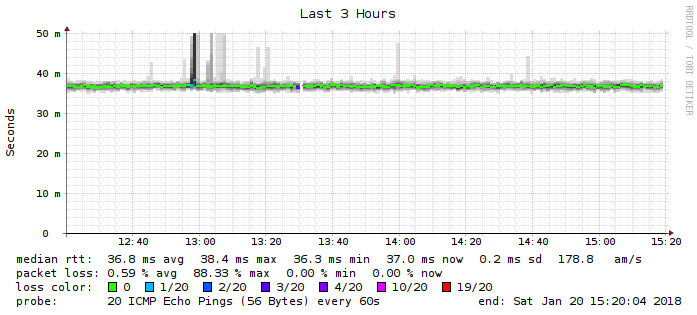 Last 3 Hours
RRDTOOL / TOBI OETIKER
Seconds
50 m
40 m
30 m
20 m
10 m
0
12:40 13:00 13:20 13:40 14:00 14:20 14:40 15:00 15:20
median rtt: 36.8 ms avg 38.4 ms max 36.3 ms min 37.0 ms now 0.2 ms sd 178.8 am/s
packet loss: 0.59 % avg 88.33 % max 0.00 % min 0.00 % now
loss color: 0 1/20 2/20 3/20 4/20 10/20 19/20
probe: 20 ICMP Echo Pings (56 Bytes) every 60s end: Sat Jan 20 15:20:04 2018